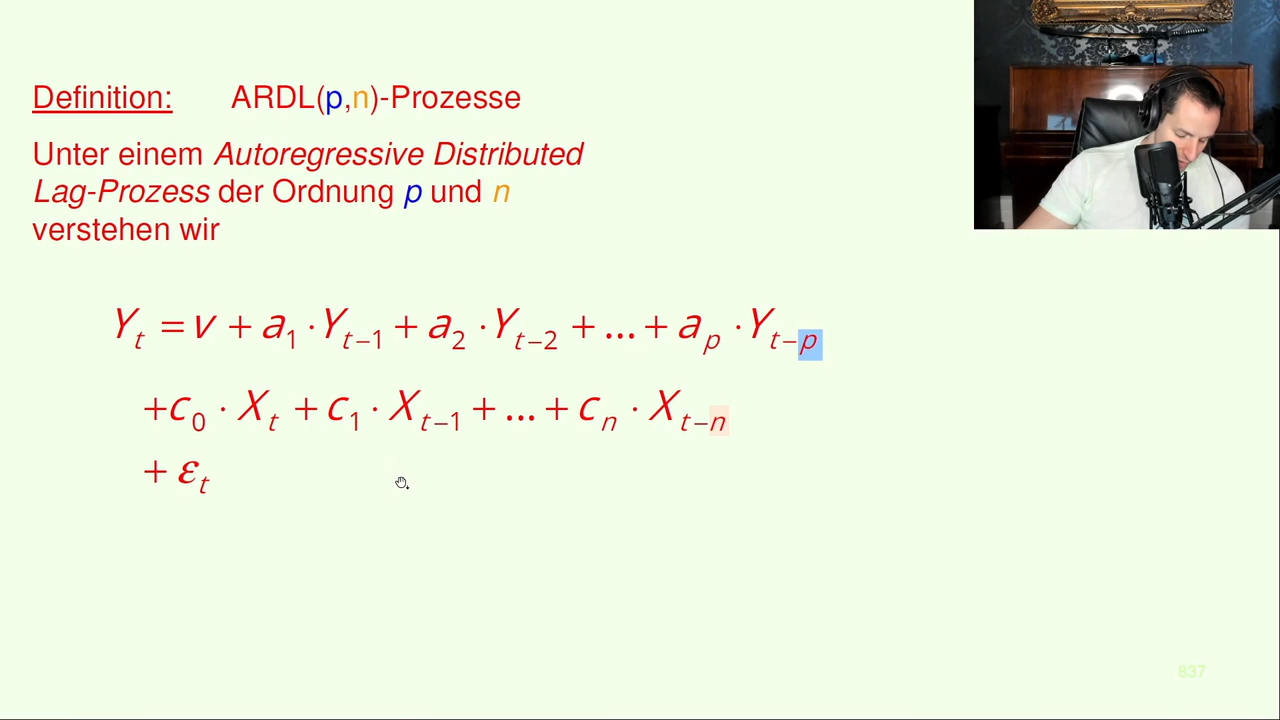 Definition: ARDL(p,n)-Prozesse
Unter einem Autoregressive Distributed
Lag-Prozess der Ordnung p und n
verstehen wir
Y_t = v + a_1 · Y_{t−1} + a_2 · Y_{t−2} + ... + a_p · Y_{t−p}
+c_0 · X_t + c_1 · X_{t−1} + ... + c_n · X_{t−n}
+ ε_t
837